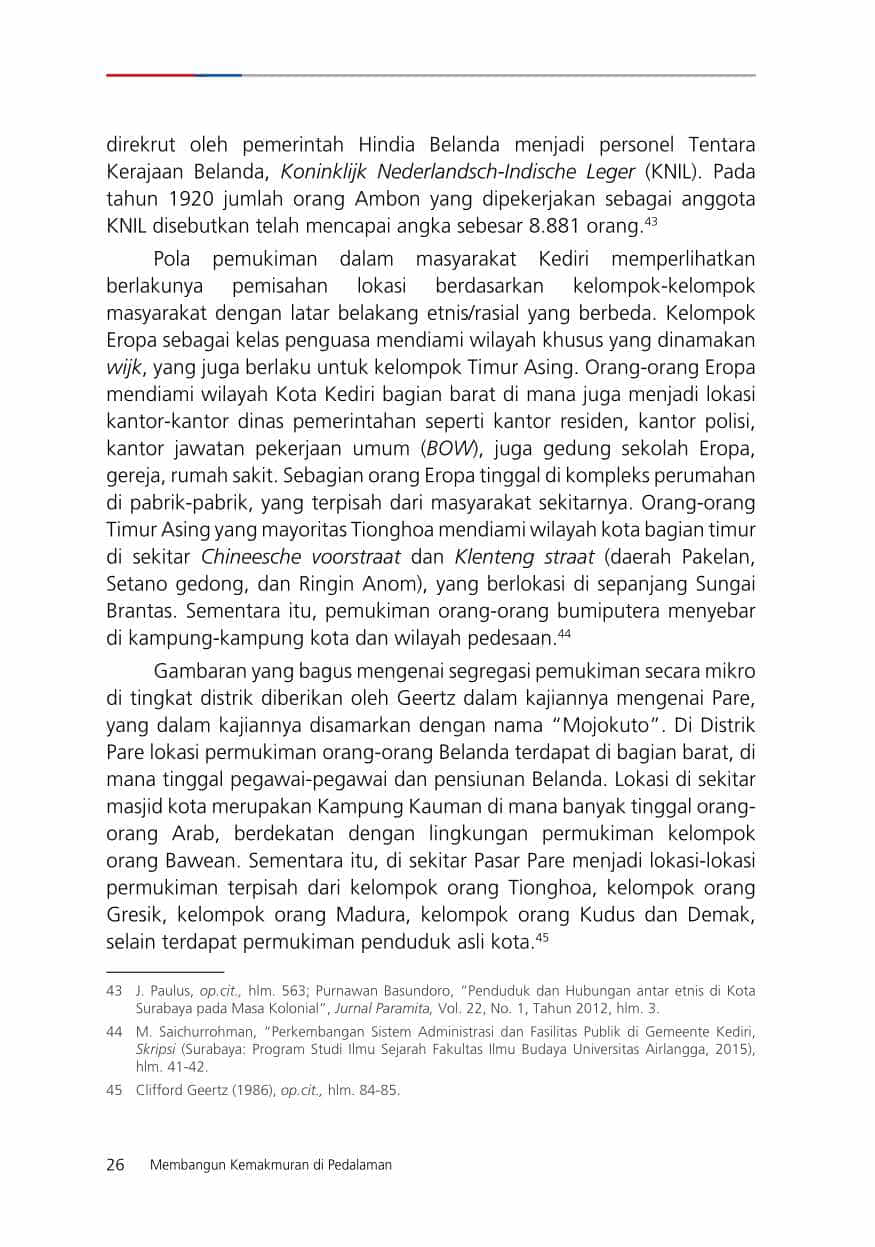 direkrut oleh pemerintah Hindia Belanda menjadi personel Tentara
Kerajaan Belanda, Koninklijk Nederlandsch-Indische Leger (KNIL). Pada
tahun 1920 jumlah orang Ambon yang dipekerjakan sebagai anggota
KNIL disebutkan telah mencapai angka sebesar 8.881 orang.43
Pola pemukiman dalam masyarakat Kediri memperlihatkan
berlakunya pemisahan lokasi berdasarkan kelompok-kelompok
masyarakat dengan latar belakang etnis/rasial yang berbeda. Kelompok
Eropa sebagai kelas penguasa mendiami wilayah khusus yang dinamakan
wijk, yang juga berlaku untuk kelompok Timur Asing. Orang-orang Eropa
mendiami wilayah Kota Kediri bagian barat di mana juga menjadi lokasi
kantor-kantor dinas pemerintahan seperti kantor residen, kantor polisi,
kantor jawatan pekerjaan umum (BOW), juga gedung sekolah Eropa,
gereja, rumah sakit. Sebagian orang Eropa tinggal di kompleks perumahan
di pabrik-pabrik, yang terpisah dari masyarakat sekitarnya. Orang-orang
Timur Asing yang mayoritas Tionghoa mendiami wilayah kota bagian timur
di sekitar Chineesche voorstraat dan Klenteng straat (daerah Pakelan,
Setano gedong, dan Ringin Anom), yang berlokasi di sepanjang Sungai
Brantas. Sementara itu, pemukiman orang-orang bumiputera menyebar
di kampung-kampung kota dan wilayah pedesaan.44
Gambaran yang bagus mengenai segregasi pemukiman secara mikro
di tingkat distrik diberikan oleh Geertz dalam kajiannya mengenai Pare,
yang dalam kajiannya disamarkan dengan nama “Mojokuto”. Di Distrik
Pare lokasi permukiman orang-orang Belanda terdapat di bagian barat, di
mana tinggal pegawai-pegawai dan pensiunan Belanda. Lokasi di sekitar
masjid kota merupakan Kampung Kauman di mana banyak tinggal orang-
orang Arab, berdekatan dengan lingkungan permukiman kelompok
orang Bawean. Sementara itu, di sekitar Pasar Pare menjadi lokasi-lokasi
permukiman terpisah dari kelompok orang Tionghoa, kelompok orang
Gresik, kelompok orang Madura, kelompok orang Kudus dan Demak,
selain terdapat permukiman penduduk asli kota.45
43 J. Paulus, op.cit., hlm. 563; Purnawan Basundoro, “Penduduk dan Hubungan antar etnis di Kota
Surabaya pada Masa Kolonial”, Jurnal Paramita, Vol. 22, No. 1, Tahun 2012, hlm. 3.
44 M. Saichurrohman, “Perkembangan Sistem Administrasi dan Fasilitas Publik di Gemeente Kediri,
Skripsi (Surabaya: Program Studi Ilmu Sejarah Fakultas Ilmu Budaya Universitas Airlangga, 2015),
hlm. 41-42.
45 Clifford Geertz (1986), op.cit., hlm. 84-85.
26 Membangun Kemakmuran di Pedalaman